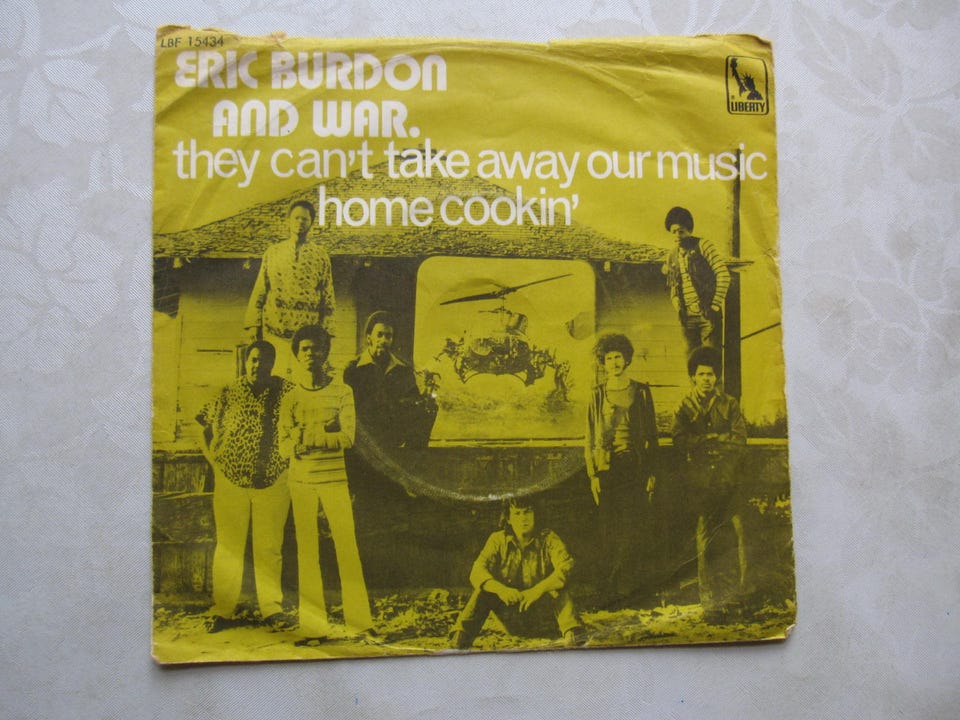 LBF 15434
ERIC BURDON
AND WAR.
they can't take away our music
home cookin'
® LIBERTY